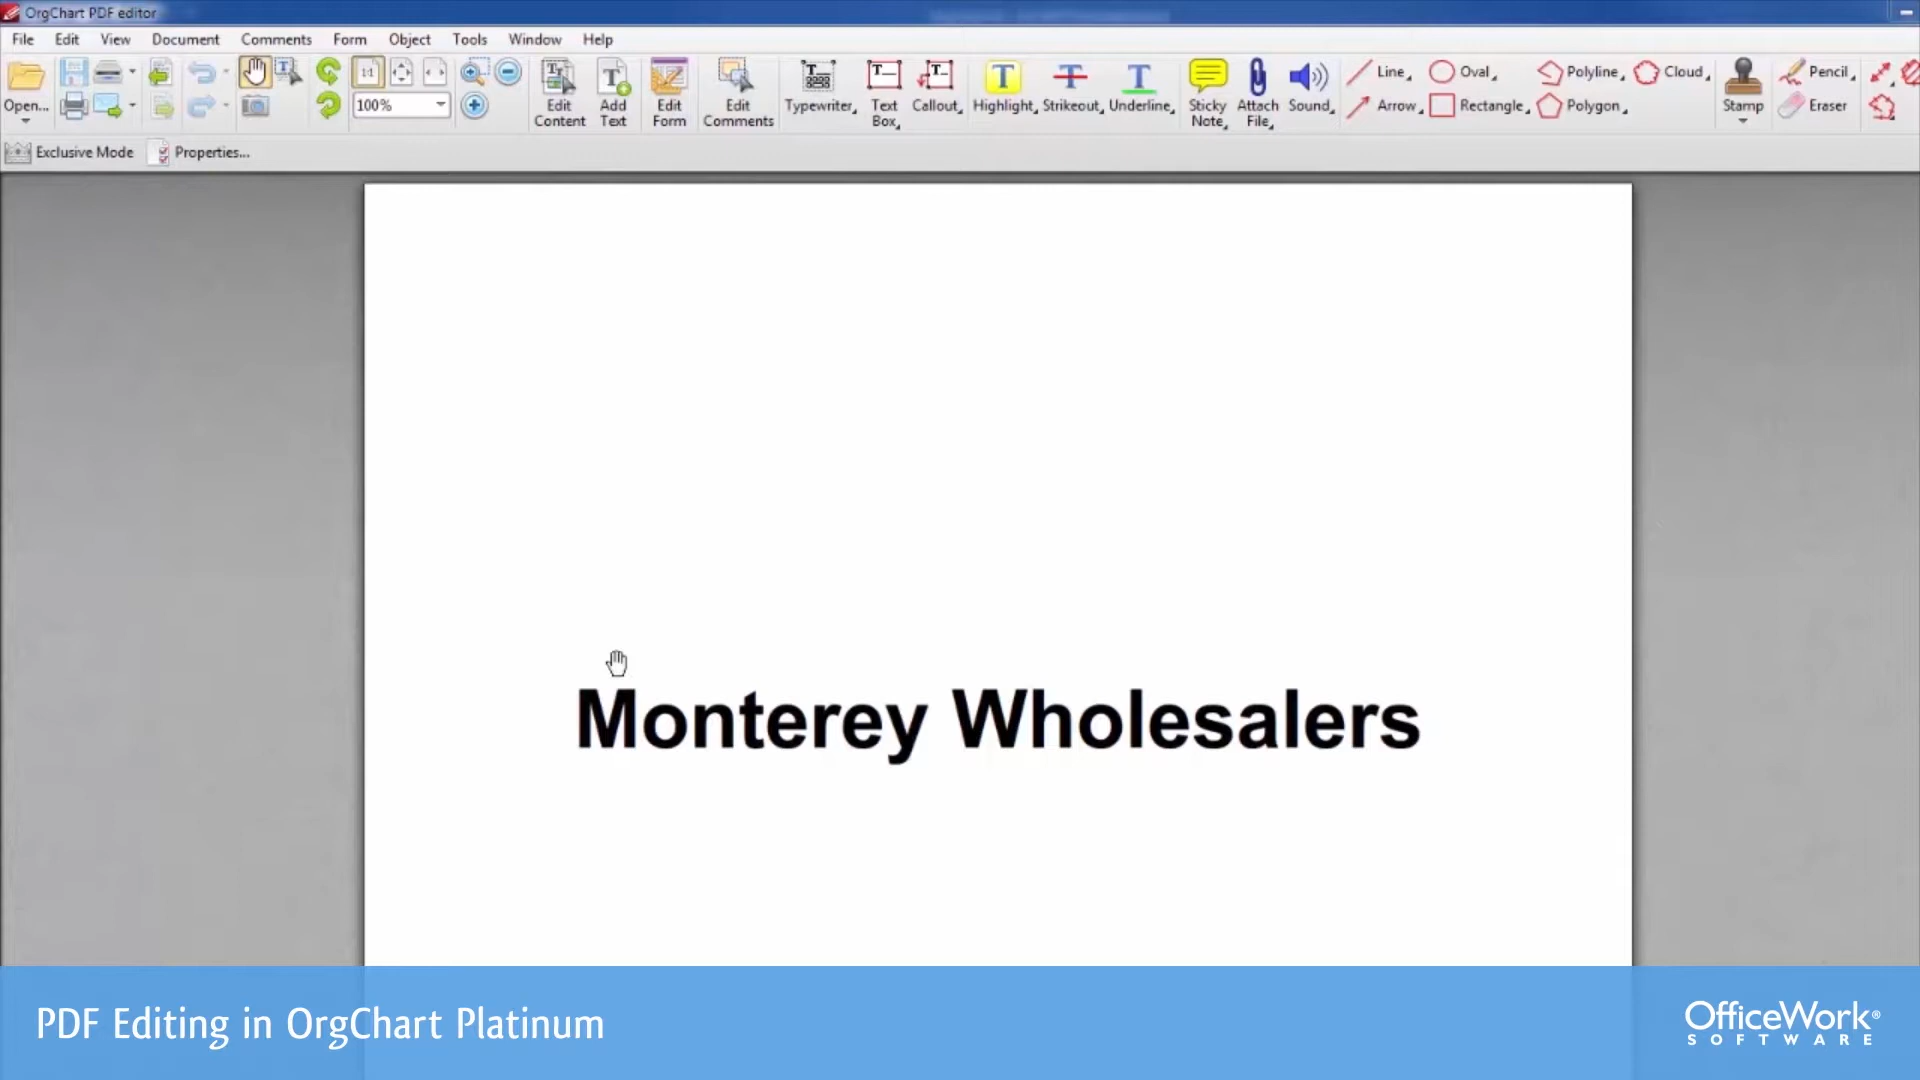 OrgChart PDF editor
File Edit View Document Comments Form Object Tools Window Help
Open...
100%
1:1
Edit Content
Add Text
Edit Form
Edit Comments
Typewriter
Text Box
Callout
Highlight
Strikeout
Underline
Sticky Note
Attach File
Sound
Line
Arrow
Oval
Rectangle
Polyline
Polygon
Cloud
Stamp
Pencil
Eraser
Exclusive Mode Properties...
Monterey Wholesalers
PDF Editing in OrgChart Platinum
OfficeWork®
SOFTWARE